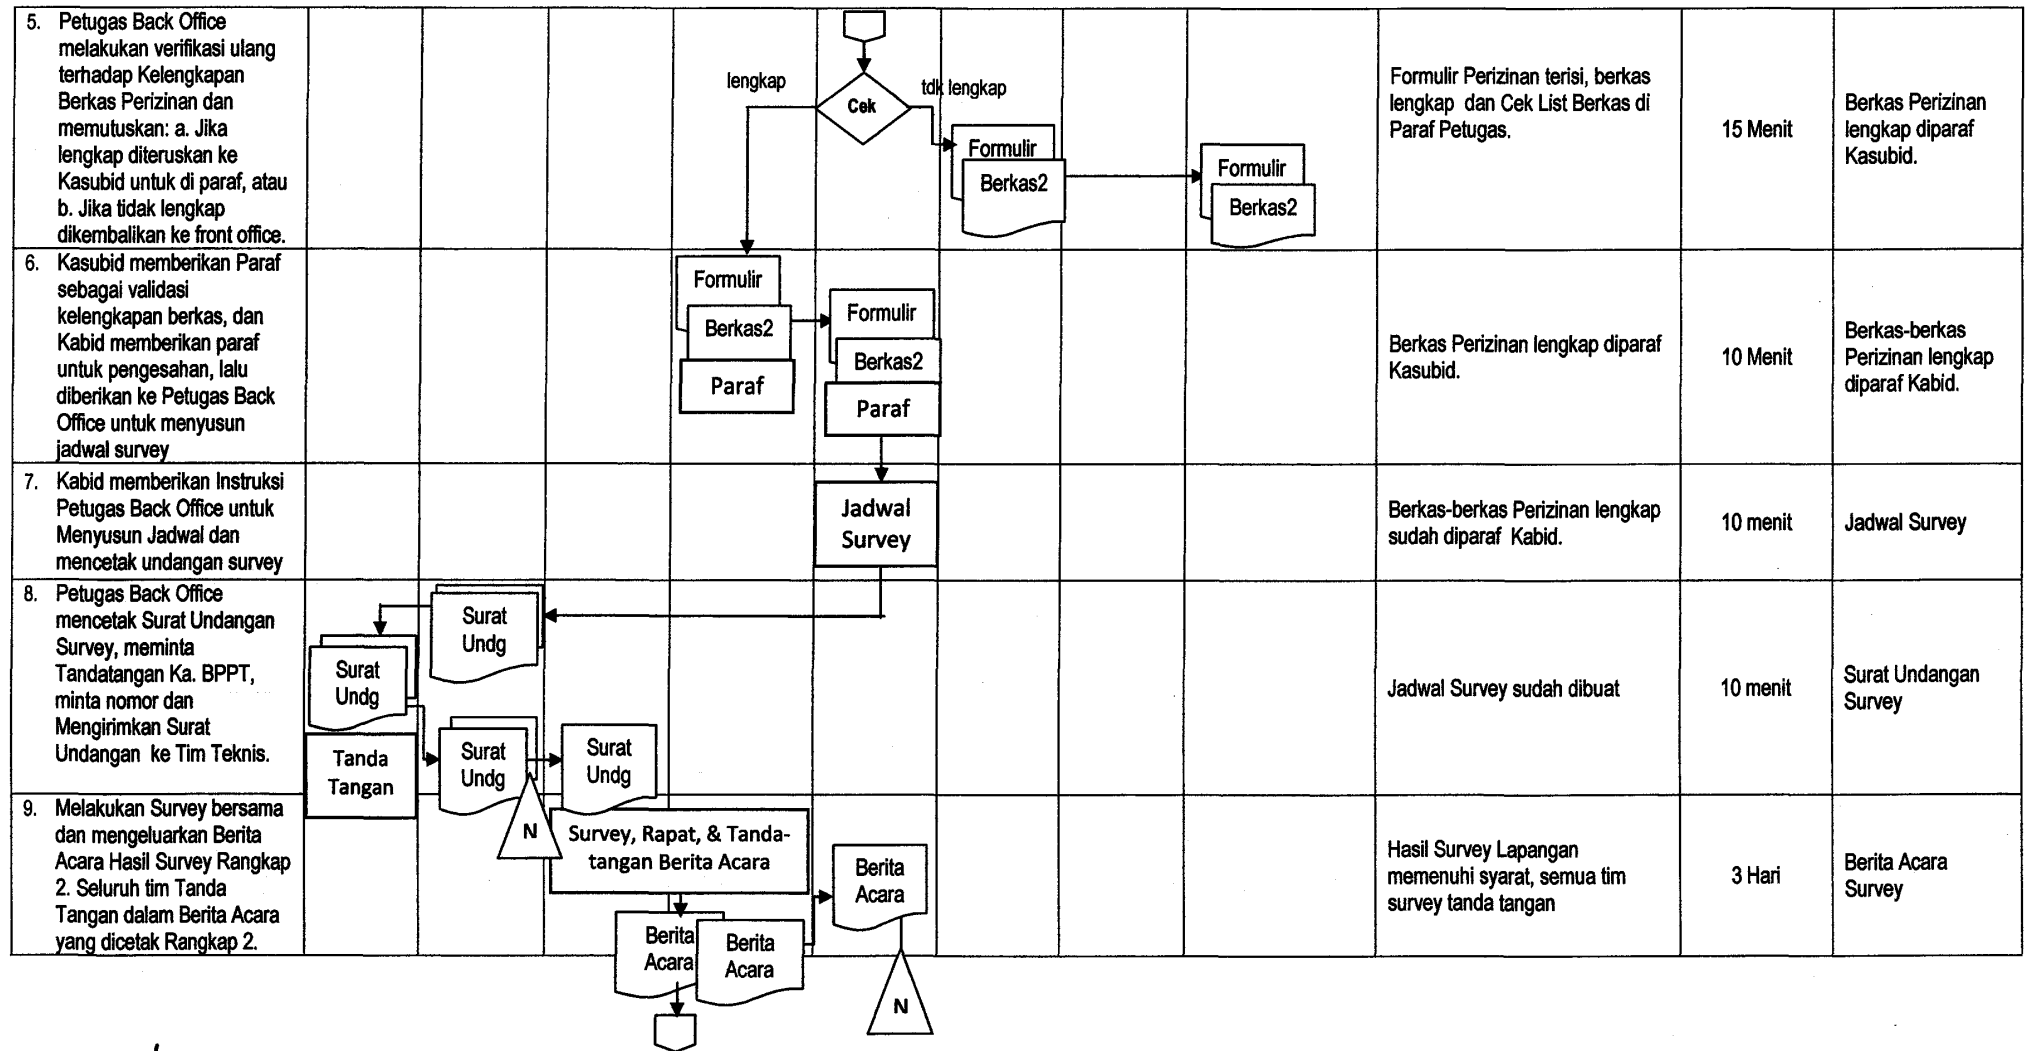 5. Petugas Back Office
melakukan verifikasi ulang
terhadap Kelengkapan
Berkas Perizinan dan
memutuskan: a. Jika
lengkap diteruskan ke
Kasubid untuk di paraf, atau
b. Jika tidak lengkap
dikembalikan ke front office.
lengkap
Cek
tdk lengkap
Formulir
Berkas2
Formulir
Berkas2
Formulir Perizinan terisi, berkas
lengkap dan Cek List Berkas di
Paraf Petugas.
15 Menit
Berkas Perizinan
lengkap diparaf
Kasubid.
6. Kasubid memberikan Paraf
sebagai validasi
kelengkapan berkas, dan
Kabid memberikan paraf
untuk pengesahan, lalu
diberikan ke Petugas Back
Office untuk menyusun
jadwal survey
Formulir
Berkas2
Paraf
Formulir
Berkas2
Paraf
Berkas Perizinan lengkap diparaf
Kasubid.
10 Menit
Berkas-berkas
Perizinan lengkap
diparaf Kabid.
7. Kabid memberikan Instruksi
Petugas Back Office untuk
Menyusun Jadwal dan
mencetak undangan survey
Jadwal
Survey
Berkas-berkas Perizinan lengkap
sudah diparaf Kabid.
10 menit
Jadwal Survey
8. Petugas Back Office
mencetak Surat Undangan
Survey, meminta
Tandatangan Ka. BPPT,
minta nomor dan
Mengirimkan Surat
Undangan ke Tim Teknis.
Surat
Undg
Surat
Undg
Tanda
Tangan
Surat
Undg
N
Surat
Undg
Jadwal Survey sudah dibuat
10 menit
Surat Undangan
Survey
9. Melakukan Survey bersama
dan mengeluarkan Berita
Acara Hasil Survey Rangkap
2. Seluruh tim Tanda
Tangan dalam Berita Acara
yang dicetak Rangkap 2.
Survey, Rapat, & Tanda-
tangan Berita Acara
Berita
Acara
Berita
Acara
Berita
Acara
N
Hasil Survey Lapangan
memenuhi syarat, semua tim
survey tanda tangan
3 Hari
Berita Acara
Survey